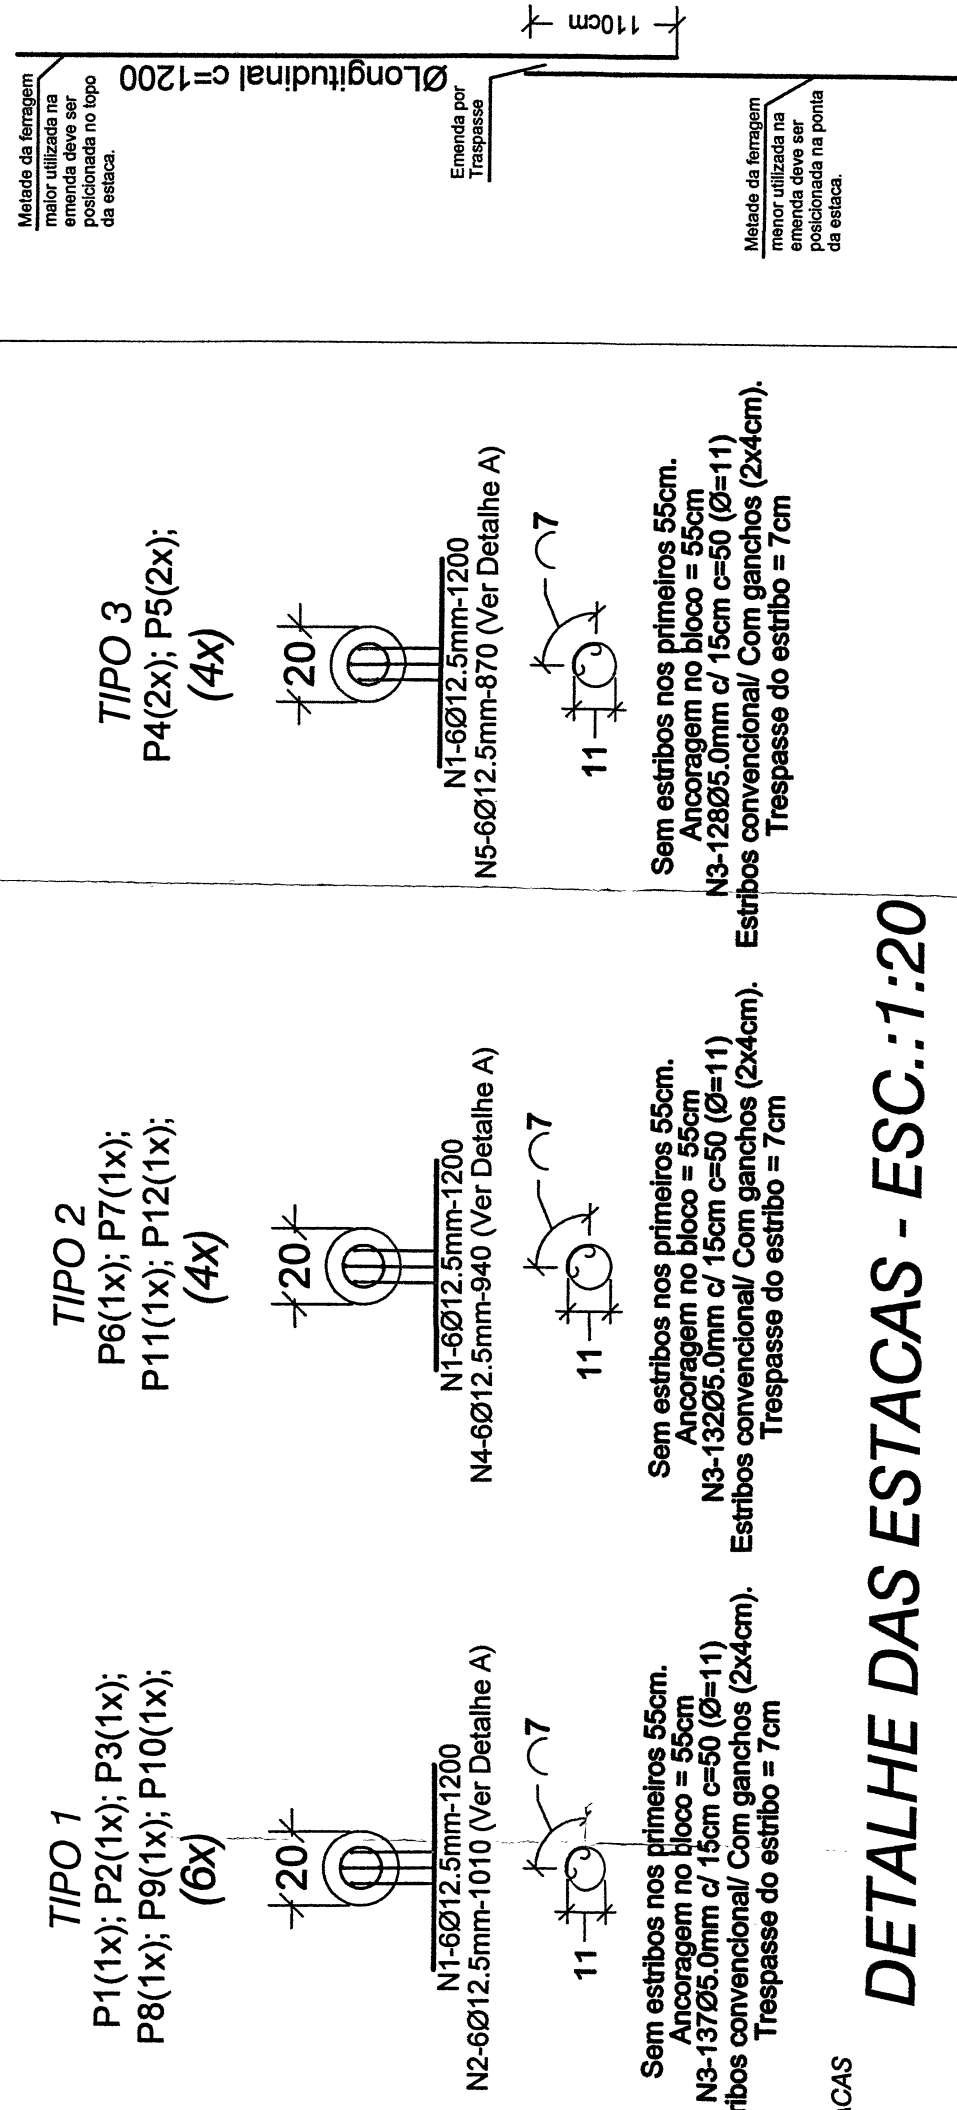 TIPO 1
P1(1x); P2(1x); P3(1x);
P8(1x); P9(1x); P10(1x);
(6x)
20
N1-6Ø12.5mm-1200
N2-6Ø12.5mm-1010 (Ver Detalhe A)
7
11
Sem estribos nos primeiros 55cm.
Ancoragem no bloco = 55cm
N3-137Ø5.0mm c/ 15cm c=50 (Ø=11)
ribos convencional/ Com ganchos (2x4cm).
Trespasse do estribo = 7cm
TIPO 2
P6(1x); P7(1x);
P11(1x); P12(1x);
(4x)
20
N1-6Ø12.5mm-1200
N4-6Ø12.5mm-940 (Ver Detalhe A)
7
11
Sem estribos nos primeiros 55cm.
Ancoragem no bloco = 55cm
N3-132Ø5.0mm c/ 15cm c=50 (Ø=11)
Estribos convencional/ Com ganchos (2x4cm).
Trespasse do estribo = 7cm
TIPO 3
P4(2x); P5(2x);
(4x)
20
N1-6Ø12.5mm-1200
N5-6Ø12.5mm-870 (Ver Detalhe A)
7
11
Sem estribos nos primeiros 55cm.
Ancoragem no bloco = 55cm
N3-128Ø5.0mm c/ 15cm c=50 (Ø=11)
Estribos convencional/ Com ganchos (2x4cm).
Trespasse do estribo = 7cm
Metade da ferragem
maior utilizada na
emenda deve ser
posicionada no topo
da estaca.
ØLongitudinal c=1200
Emenda por
Traspasse
110cm
Metade da ferragem
menor utilizada na
emenda deve ser
posicionada na ponta
da estaca.
ACAS
DETALHE DAS ESTACAS - ESC.:1:20